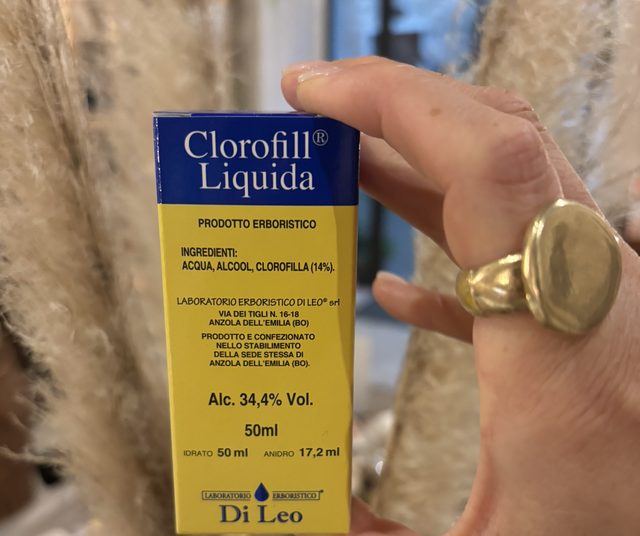 Clorofill®
Liquida
PRODOTTO ERBORISTICO
INGREDIENTI:
ACQUA, ALCOOL, CLOROFILLA (14%).
LABORATORIO ERBORISTICO DI LEO® srl
VIA DEI TIGLI N. 16-18
ANZOLA DELL'EMILIA (BO)
PRODOTTO E CONFEZIONATO
NELLO STABILIMENTO
DELLA SEDE STESSA DI
ANZOLA DELL'EMILIA (BO).
Alc. 34,4% Vol.
50ml
IDRATO 50 ml ANIDRO 17,2 ml
LABORATORIO ERBORISTICO®
Di Leo